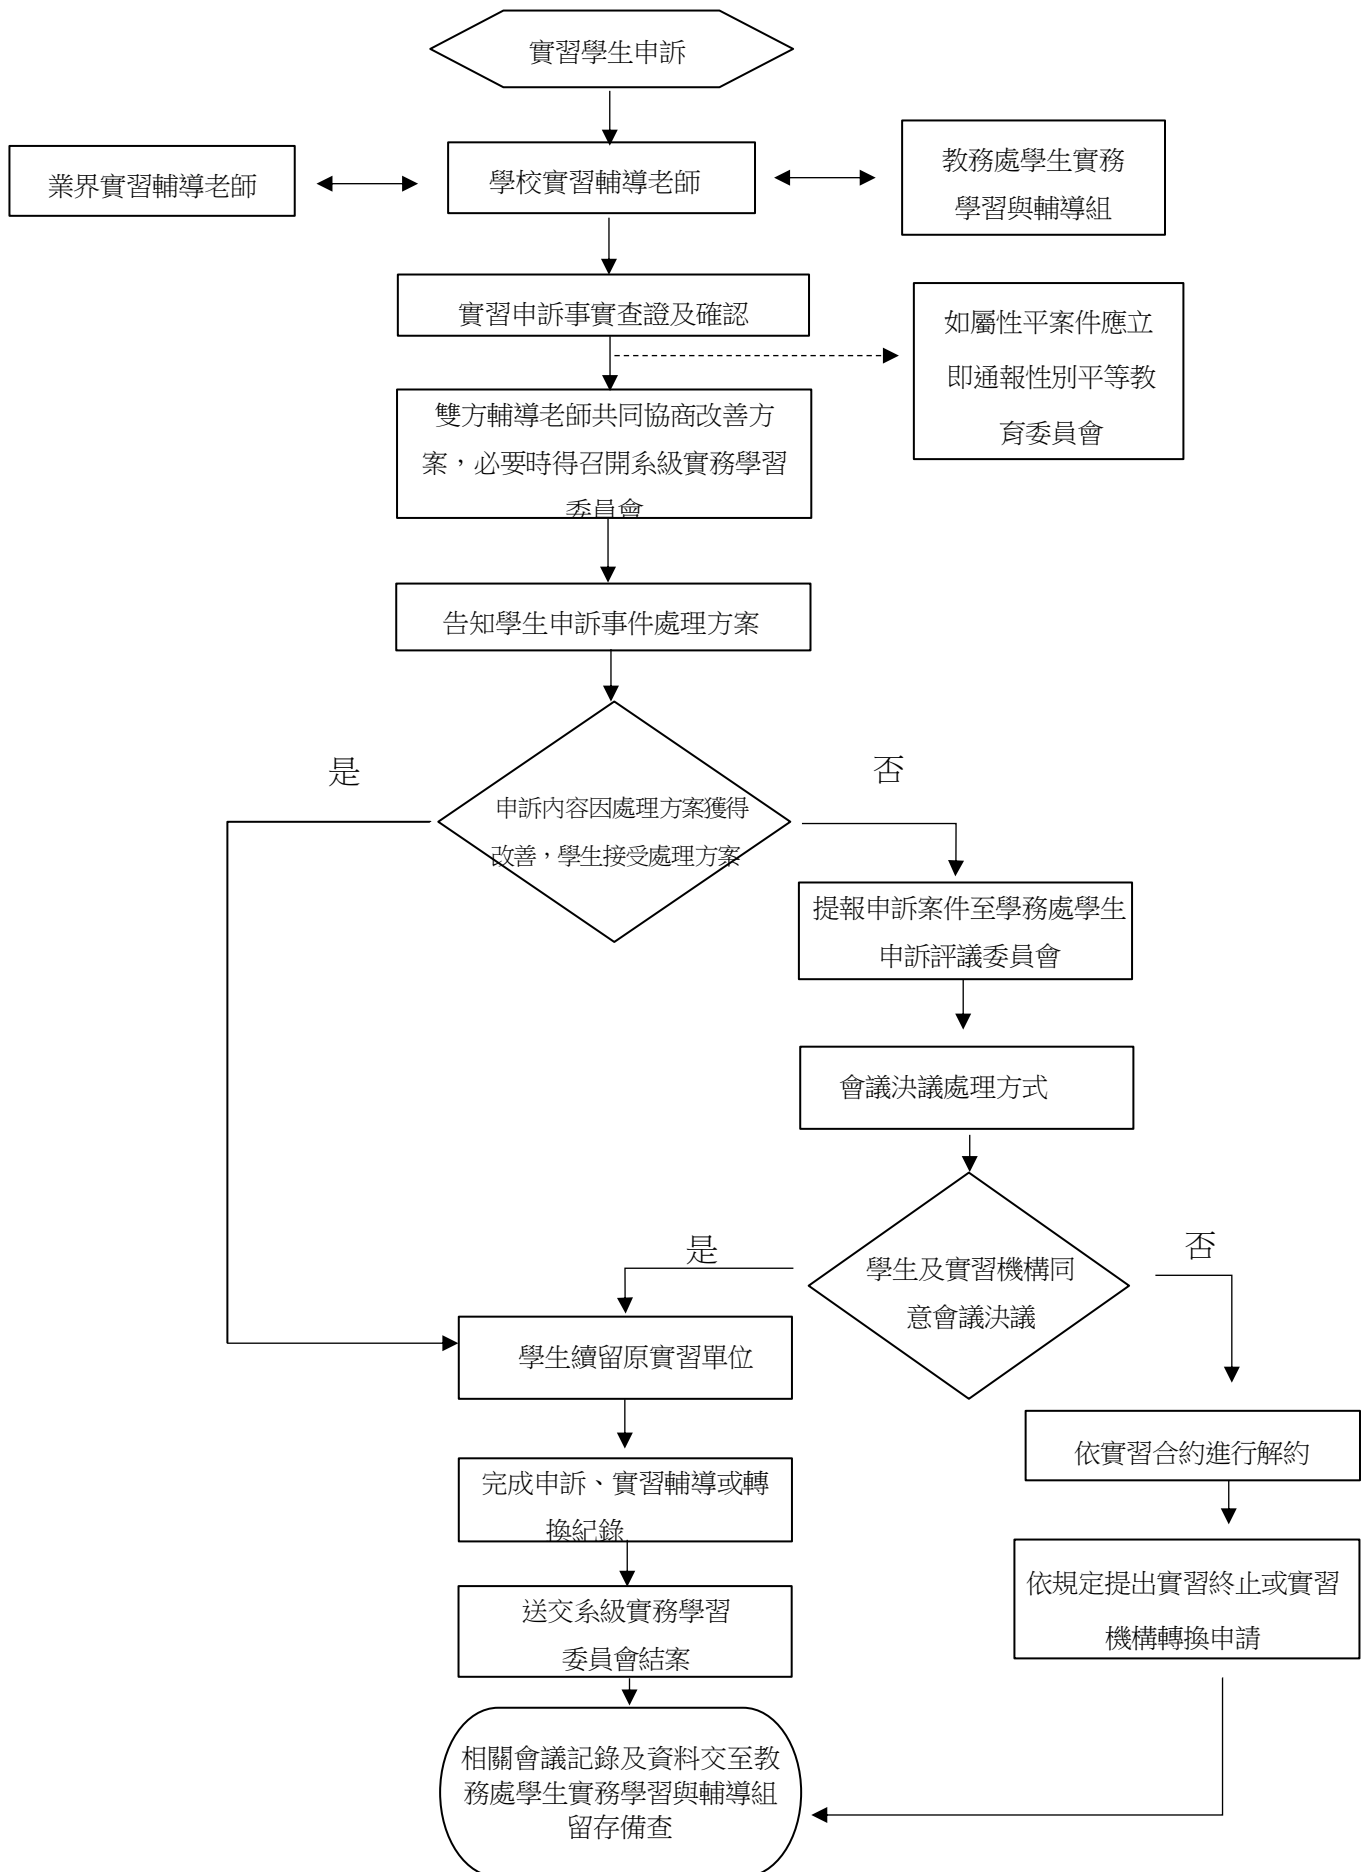 實習學生申訴
業界實習輔導老師
學校實習輔導老師
教務處學生實務
學習與輔導組
實習申訴事實查證及確認
如屬性平案件應立
即通報性別平等教
育委員會
雙方輔導老師共同協商改善方
案，必要時得召開系級實務學習
委員會
告知學生申訴事件處理方案
是
否
申訴內容因處理方案獲得
改善，學生接受處理方案
提報申訴案件至學務處學生
申訴評議委員會
會議決議處理方式
是
否
學生及實習機構同
意會議決議
學生續留原實習單位
依實習合約進行解約
完成申訴、實習輔導或轉
換紀錄
依規定提出實習終止或實習
機構轉換申請
送交系級實務學習
委員會結案
相關會議記錄及資料交至教
務處學生實務學習與輔導組
留存備查